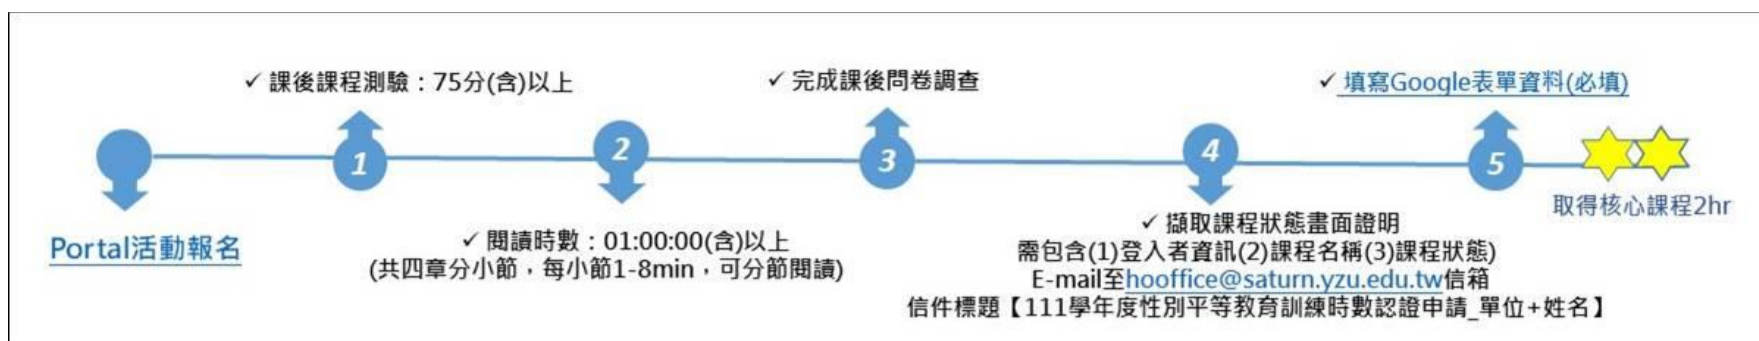 Portal活動報名
1
✓ 課後課程測驗：75分(含)以上
2
✓ 閱讀時數：01:00:00(含)以上
(共四章分小節，每小節1-8min，可分節閱讀)
3
✓ 完成課後問卷調查
4
✓ 擷取課程狀態畫面證明
需包含(1)登入者資訊(2)課程名稱(3)課程狀態)
E-mail至hooffice@saturn.yzu.edu.tw信箱
信件標題【111學年度性別平等教育訓練時數認證申請_單位+姓名】
5
✓ 填寫Google表單資料(必填)
取得核心課程2hr